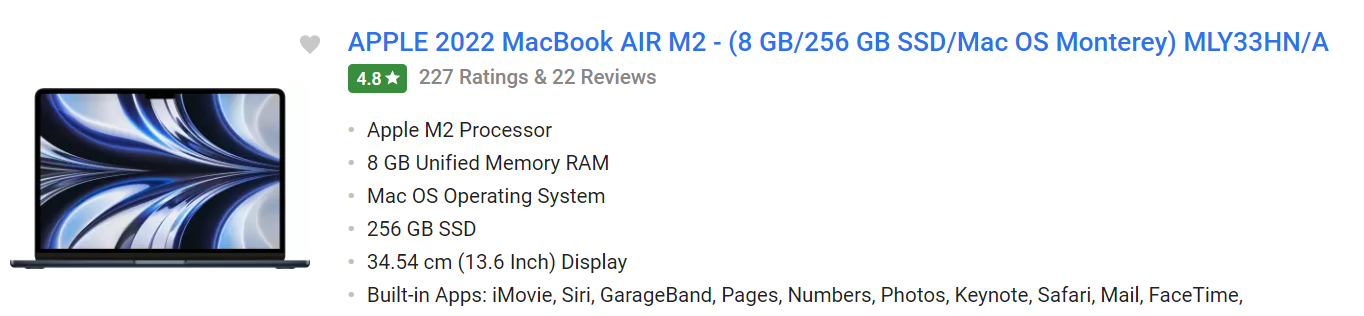 APPLE 2022 MacBook AIR M2 - (8 GB/256 GB SSD/Mac OS Monterey) MLY33HN/A
4.8★ 227 Ratings & 22 Reviews
• Apple M2 Processor
• 8 GB Unified Memory RAM
• Mac OS Operating System
• 256 GB SSD
• 34.54 cm (13.6 Inch) Display
• Built-in Apps: iMovie, Siri, GarageBand, Pages, Numbers, Photos, Keynote, Safari, Mail, FaceTime,